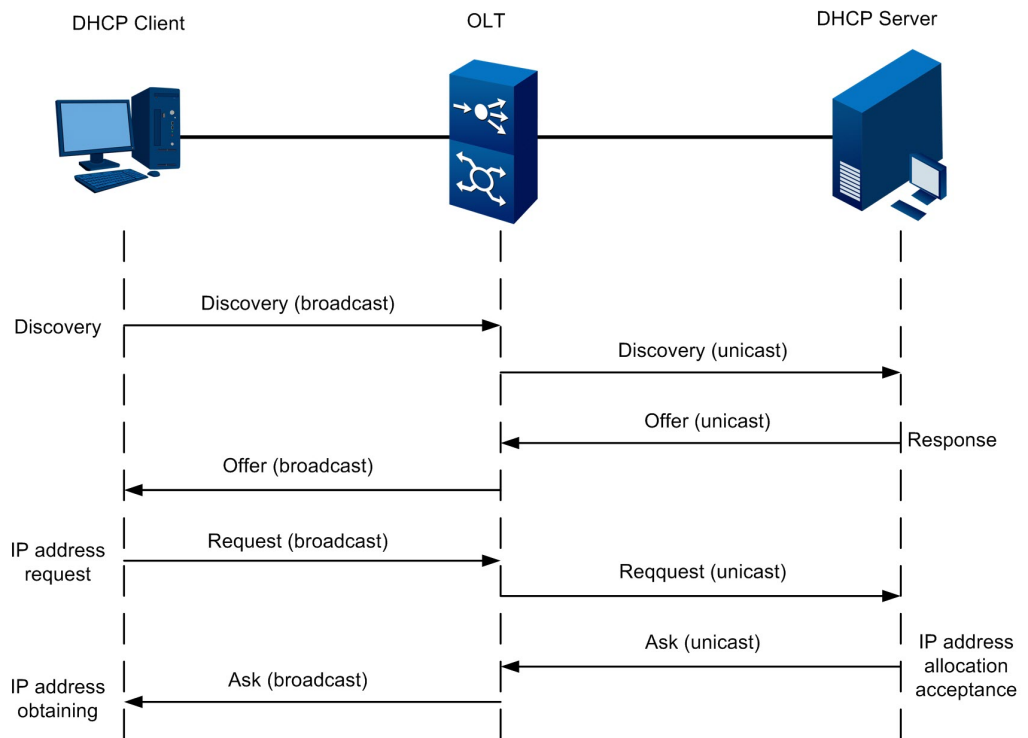 DHCP Client
OLT
DHCP Server
Discovery
Discovery (broadcast)
Discovery (unicast)
Offer (unicast)
Response
Offer (broadcast)
IP address
request
Request (broadcast)
Reqquest (unicast)
Ask (unicast)
IP address
allocation
acceptance
IP address
obtaining
Ask (broadcast)